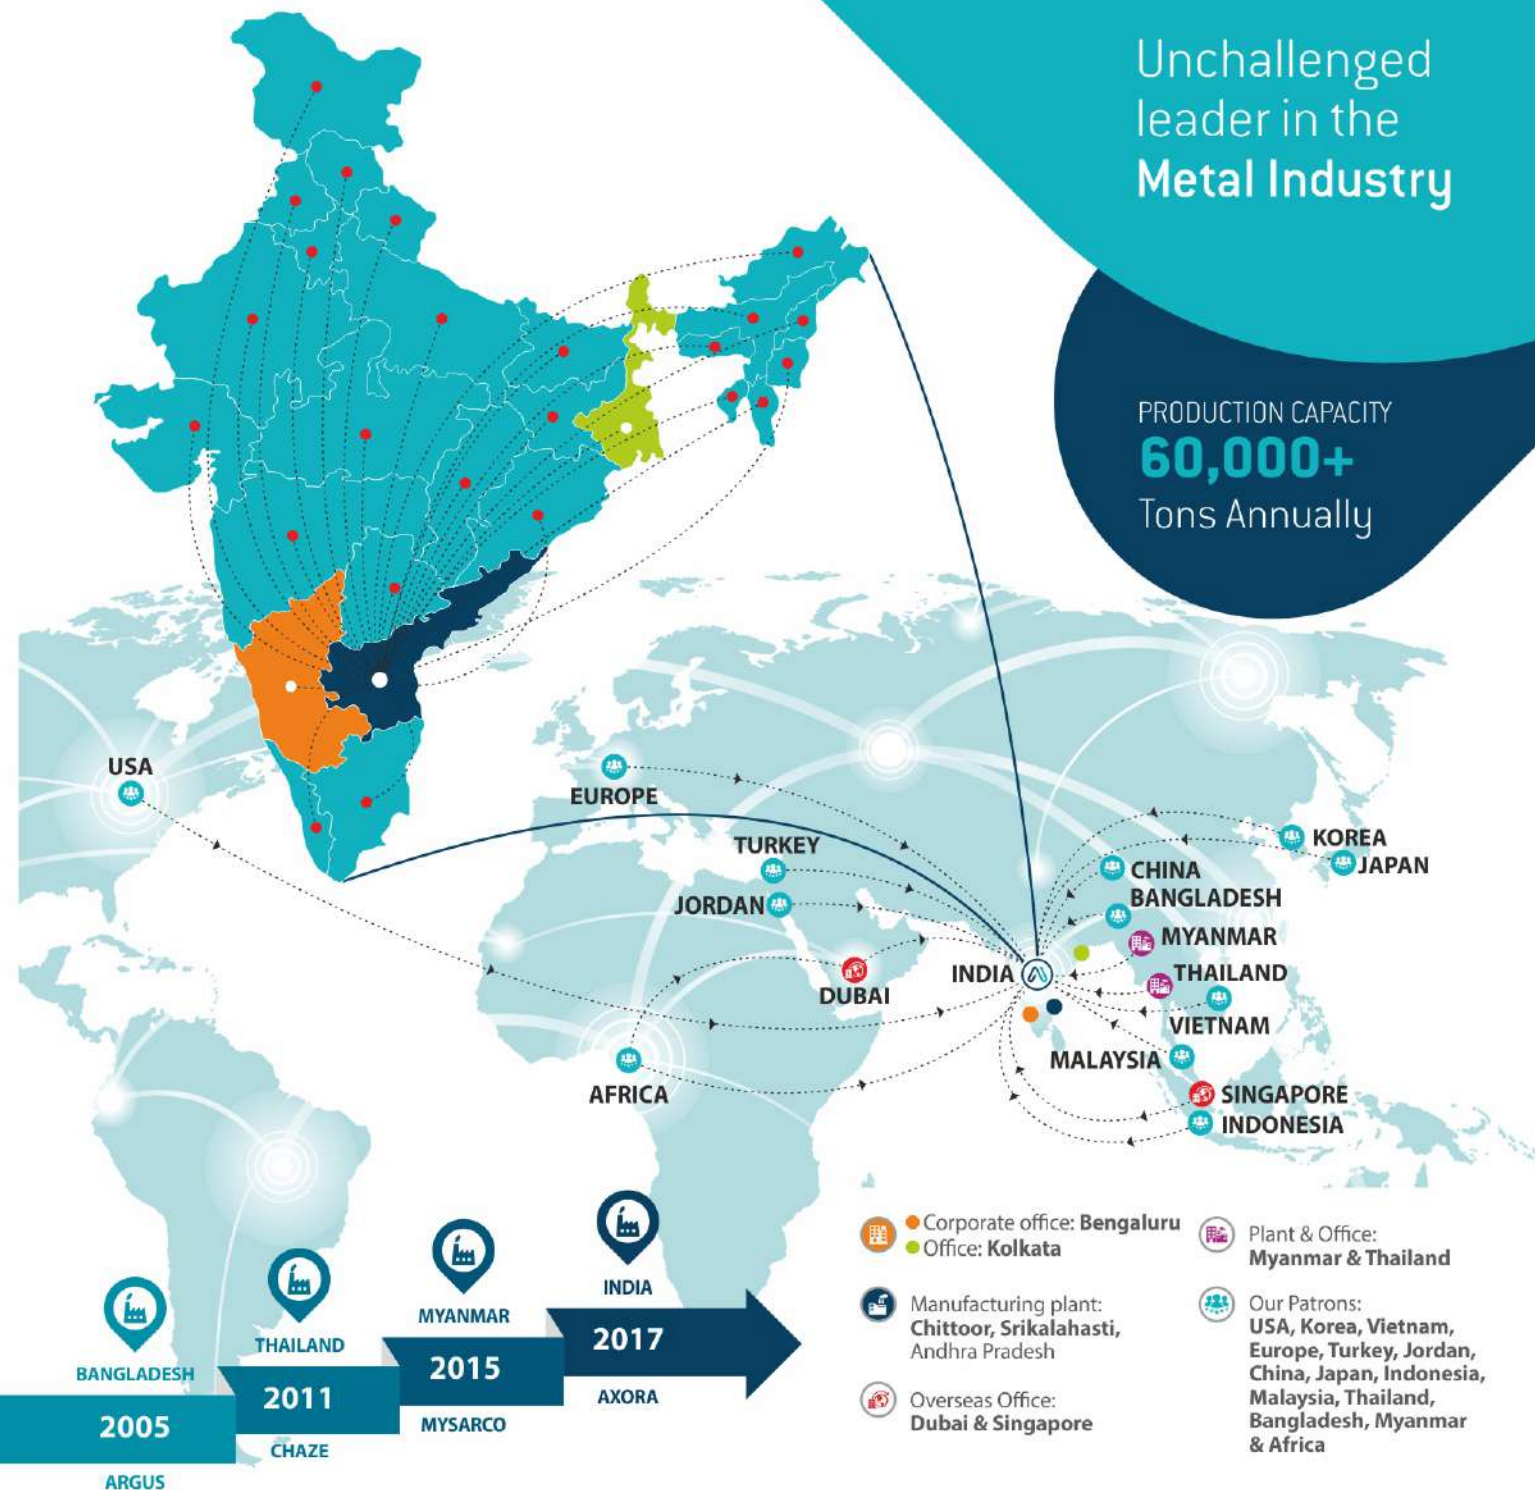 Unchallenged
leader in the
Metal Industry
PRODUCTION CAPACITY
60,000+
Tons Annually
USA
EUROPE
TURKEY
JORDAN
DUBAI
AFRICA
KOREA
JAPAN
CHINA
BANGLADESH
MYANMAR
INDIA
THAILAND
VIETNAM
MALAYSIA
SINGAPORE
INDONESIA
BANGLADESH
2005
ARGUS
THAILAND
2011
CHAZE
MYANMAR
2015
MYSARCO
INDIA
2017
AXORA
Corporate office: Bengaluru
Office: Kolkata
Manufacturing plant:
Chittoor, Srikalahasti,
Andhra Pradesh
Overseas Office:
Dubai & Singapore
Plant & Office:
Myanmar & Thailand
Our Patrons:
USA, Korea, Vietnam,
Europe, Turkey, Jordan,
China, Japan, Indonesia,
Malaysia, Thailand,
Bangladesh, Myanmar
& Africa